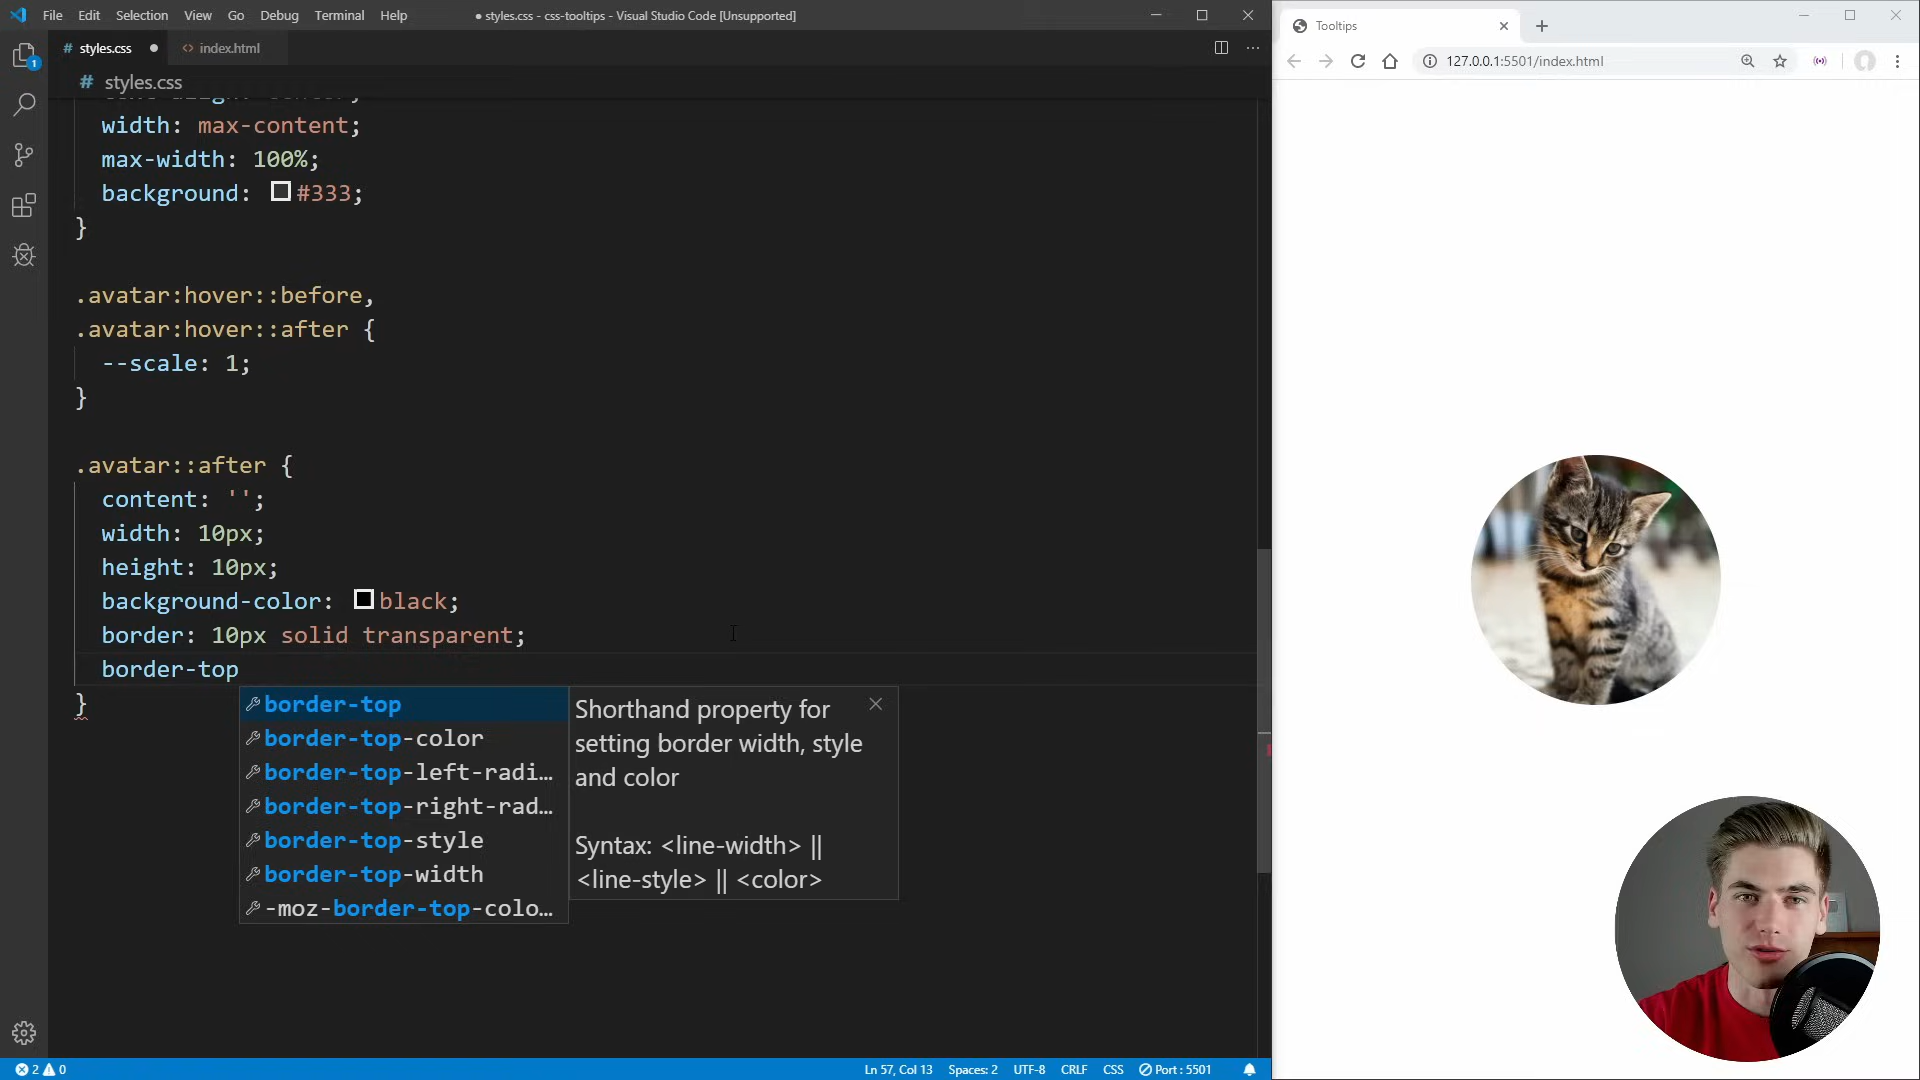 File Edit Selection View Go Debug Terminal Help
● styles.css - css-tooltips - Visual Studio Code [Unsupported]
# styles.css ●
<> index.html
# styles.css
width: max-content;
max-width: 100%;
background: #333;
}
.avatar:hover::before,
.avatar:hover::after {
--scale: 1;
}
.avatar::after {
content: '';
width: 10px;
height: 10px;
background-color: black;
border: 10px solid transparent;
border-top
}
border-top
border-top-color
border-top-left-radi…
border-top-right-rad…
border-top-style
border-top-width
-moz-border-top-colo…
Shorthand property for
setting border width, style
and color
Syntax: <line-width> ||
<line-style> || <color>
1
2 0
Ln 57, Col 13 Spaces: 2 UTF-8 CRLF CSS Port : 5501
Tooltips
127.0.0.1:5501/index.html